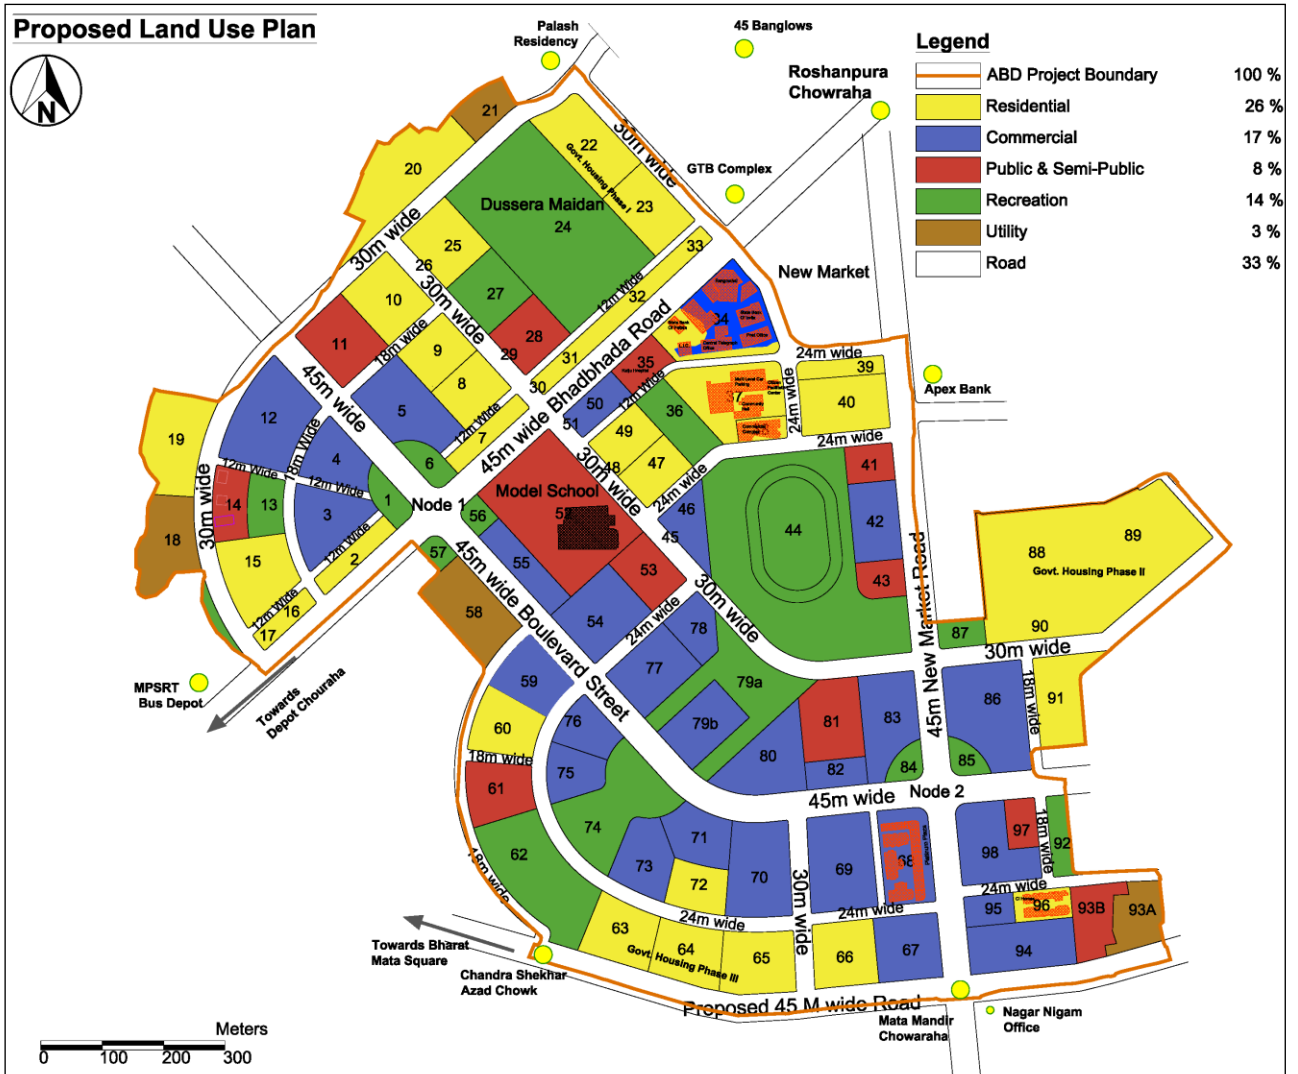 Proposed Land Use Plan
N
Palash
Residency
45 Banglows
Roshanpura
Chowraha
GTB Complex
New Market
Apex Bank
Legend
ABD Project Boundary 100 %
Residential 26 %
Commercial 17 %
Public & Semi-Public 8 %
Recreation 14 %
Utility 3 %
Road 33 %
21
20
22
Govt. Housing Phase I
23
30m wide
Dussera Maidan
24
30m wide
25
26
30m wide
27
28
29
33
12m Wide
32
31
30
10
11
18m wide
9
8
5
12m Wide
7
6
45m wide
45m wide Bhadbhada Road
34
Post Office
35
37
24m wide
24m wide
39
40
24m wide
50
51
12m Wide
36
49
48
47
30m wide
24m wide
46
45
41
42
43
44
19
12
18m Wide
4
12m Wide
12m Wide
30m wide
14
13
3
1
18
15
12m Wide
2
12m Wide
16
17
Node 1
Model School
52
56
57
55
53
54
58
45m wide Boulevard Street
24m wide
30m wide
78
77
79a
79b
MPSRT
Bus Depot
Towards
Depot Chouraha
88
89
Govt. Housing Phase II
90
87
30m wide
45m New Market Road
86
18m wide
91
59
60
18m wide
76
75
61
74
62
18m wide
80
81
82
83
84
85
45m wide
Node 2
71
73
72
70
30m wide
69
68
Platinum Plaza
98
97
18m wide
92
24m wide
24m wide
24m wide
95
96
93B
93A
94
63
64
Govt. Housing Phase III
65
66
67
Towards Bharat
Mata Square
Chandra Shekhar
Azad Chowk
Proposed 45 M wide Road
Mata Mandir
Chowaraha
Nagar Nigam
Office
Meters
0 100 200 300